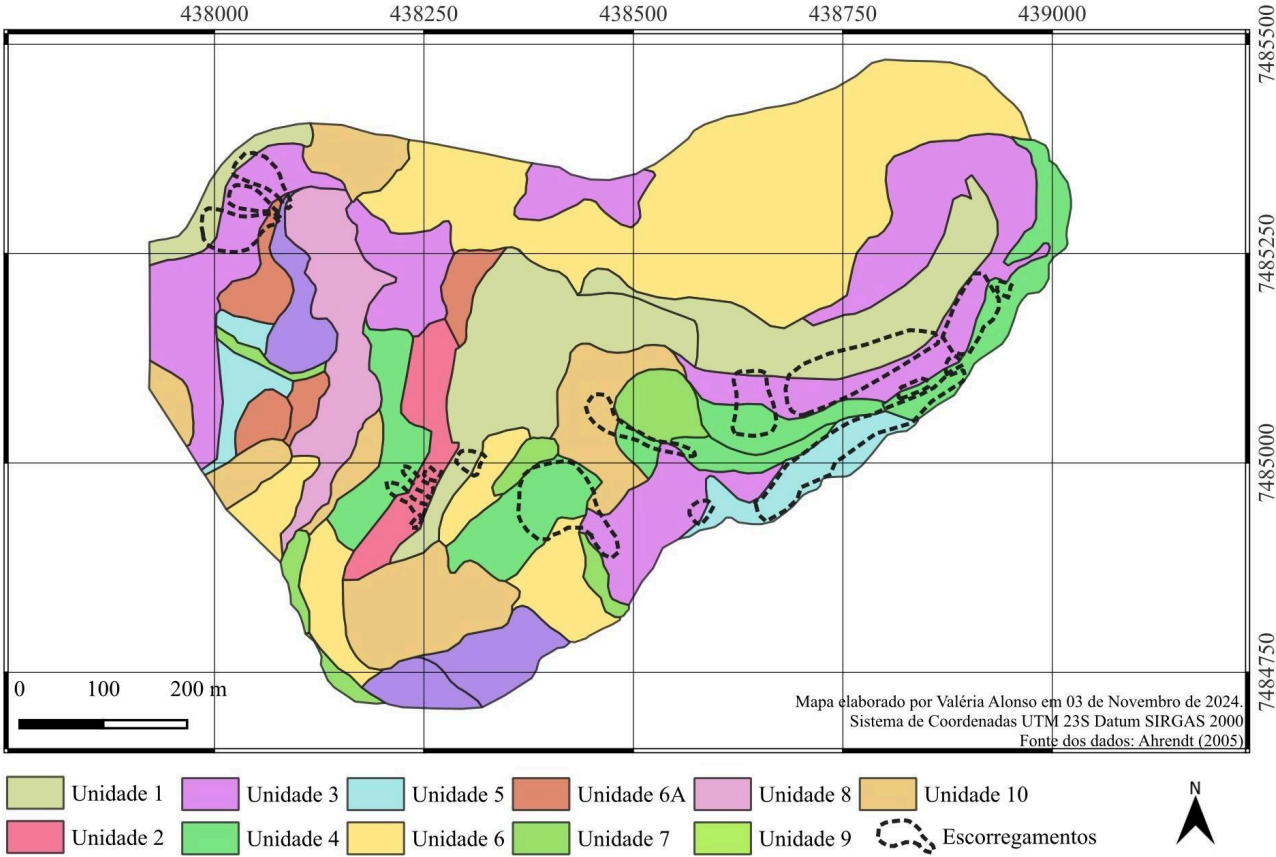 438000 438250 438500 438750 439000
7485500
7485250
7485000
7484750
0 100 200 m
Mapa elaborado por Valéria Alonso em 03 de Novembro de 2024.
Sistema de Coordenadas UTM 23S Datum SIRGAS 2000
Fonte dos dados: Ahrendt (2005)
Unidade 1 Unidade 3 Unidade 5 Unidade 6A Unidade 8 Unidade 10
Unidade 2 Unidade 4 Unidade 6 Unidade 7 Unidade 9 Escorregamentos
N